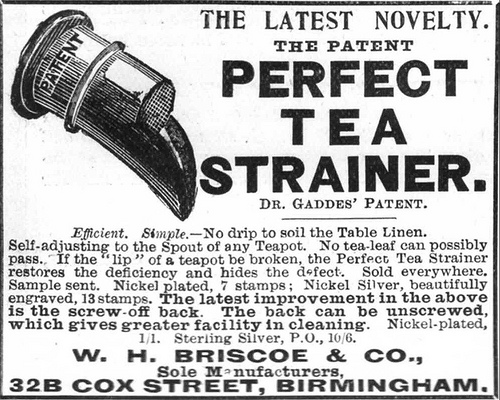 PATENT
THE LATEST NOVELTY.
THE PATENT
PERFECT
TEA
STRAINER.
DR. GADDES' PATENT.
Efficient. Simple.—No drip to soil the Table Linen.
Self-adjusting to the Spout of any Teapot. No tea-leaf can possibly
pass. If the "lip" of a teapot be broken, the Perfect Tea Strainer
restores the deficiency and hides the defect. Sold everywhere.
Sample sent. Nickel plated, 7 stamps; Nickel Silver, beautifully
engraved, 13 stamps. The latest improvement in the above
is the screw-off back. The back can be unscrewed,
which gives greater facility in cleaning. Nickel-plated,
1/1. Sterling Silver, P.O., 10/6.
W. H. BRISCOE & CO.,
Sole Manufacturers,
32B COX STREET, BIRMINGHAM.